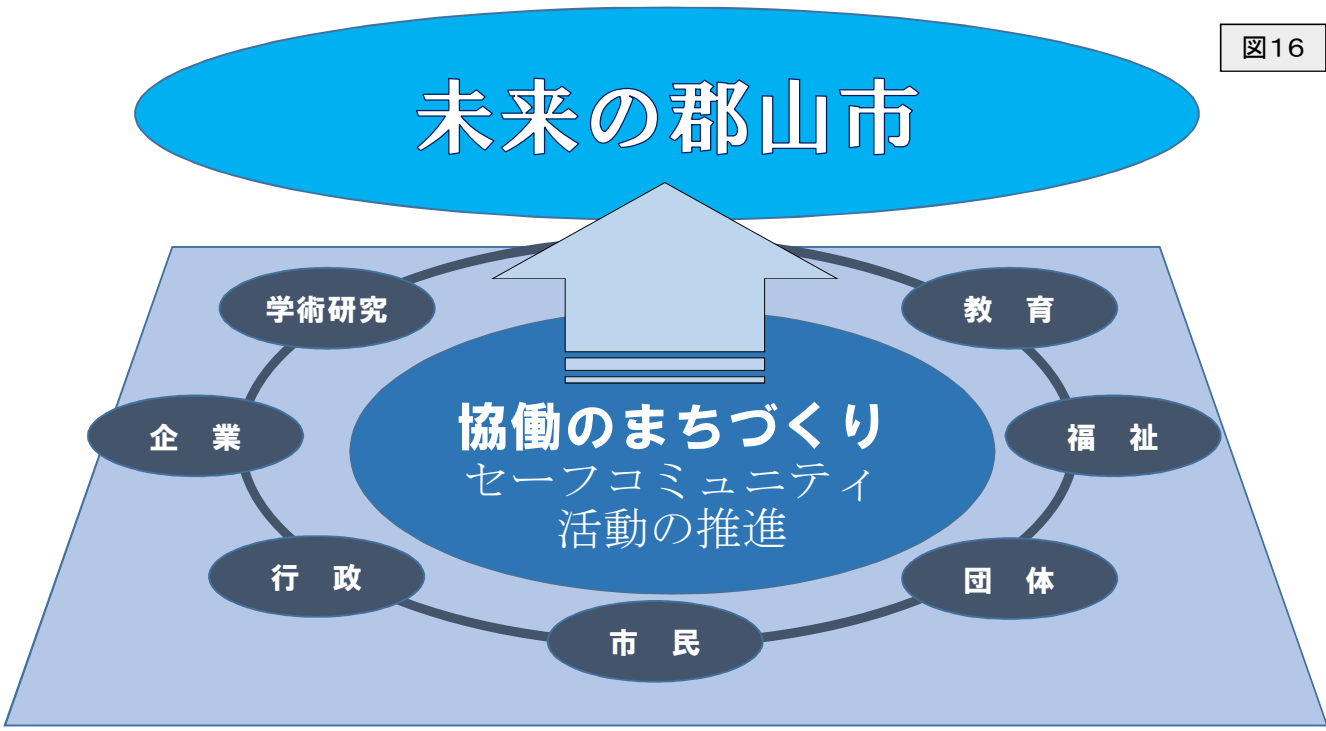 図16
未来の郡山市
学術研究
教　育
企　業
福　祉
協働のまちづくり
セーフコミュニティ
活動の推進
行　政
団　体
市　民